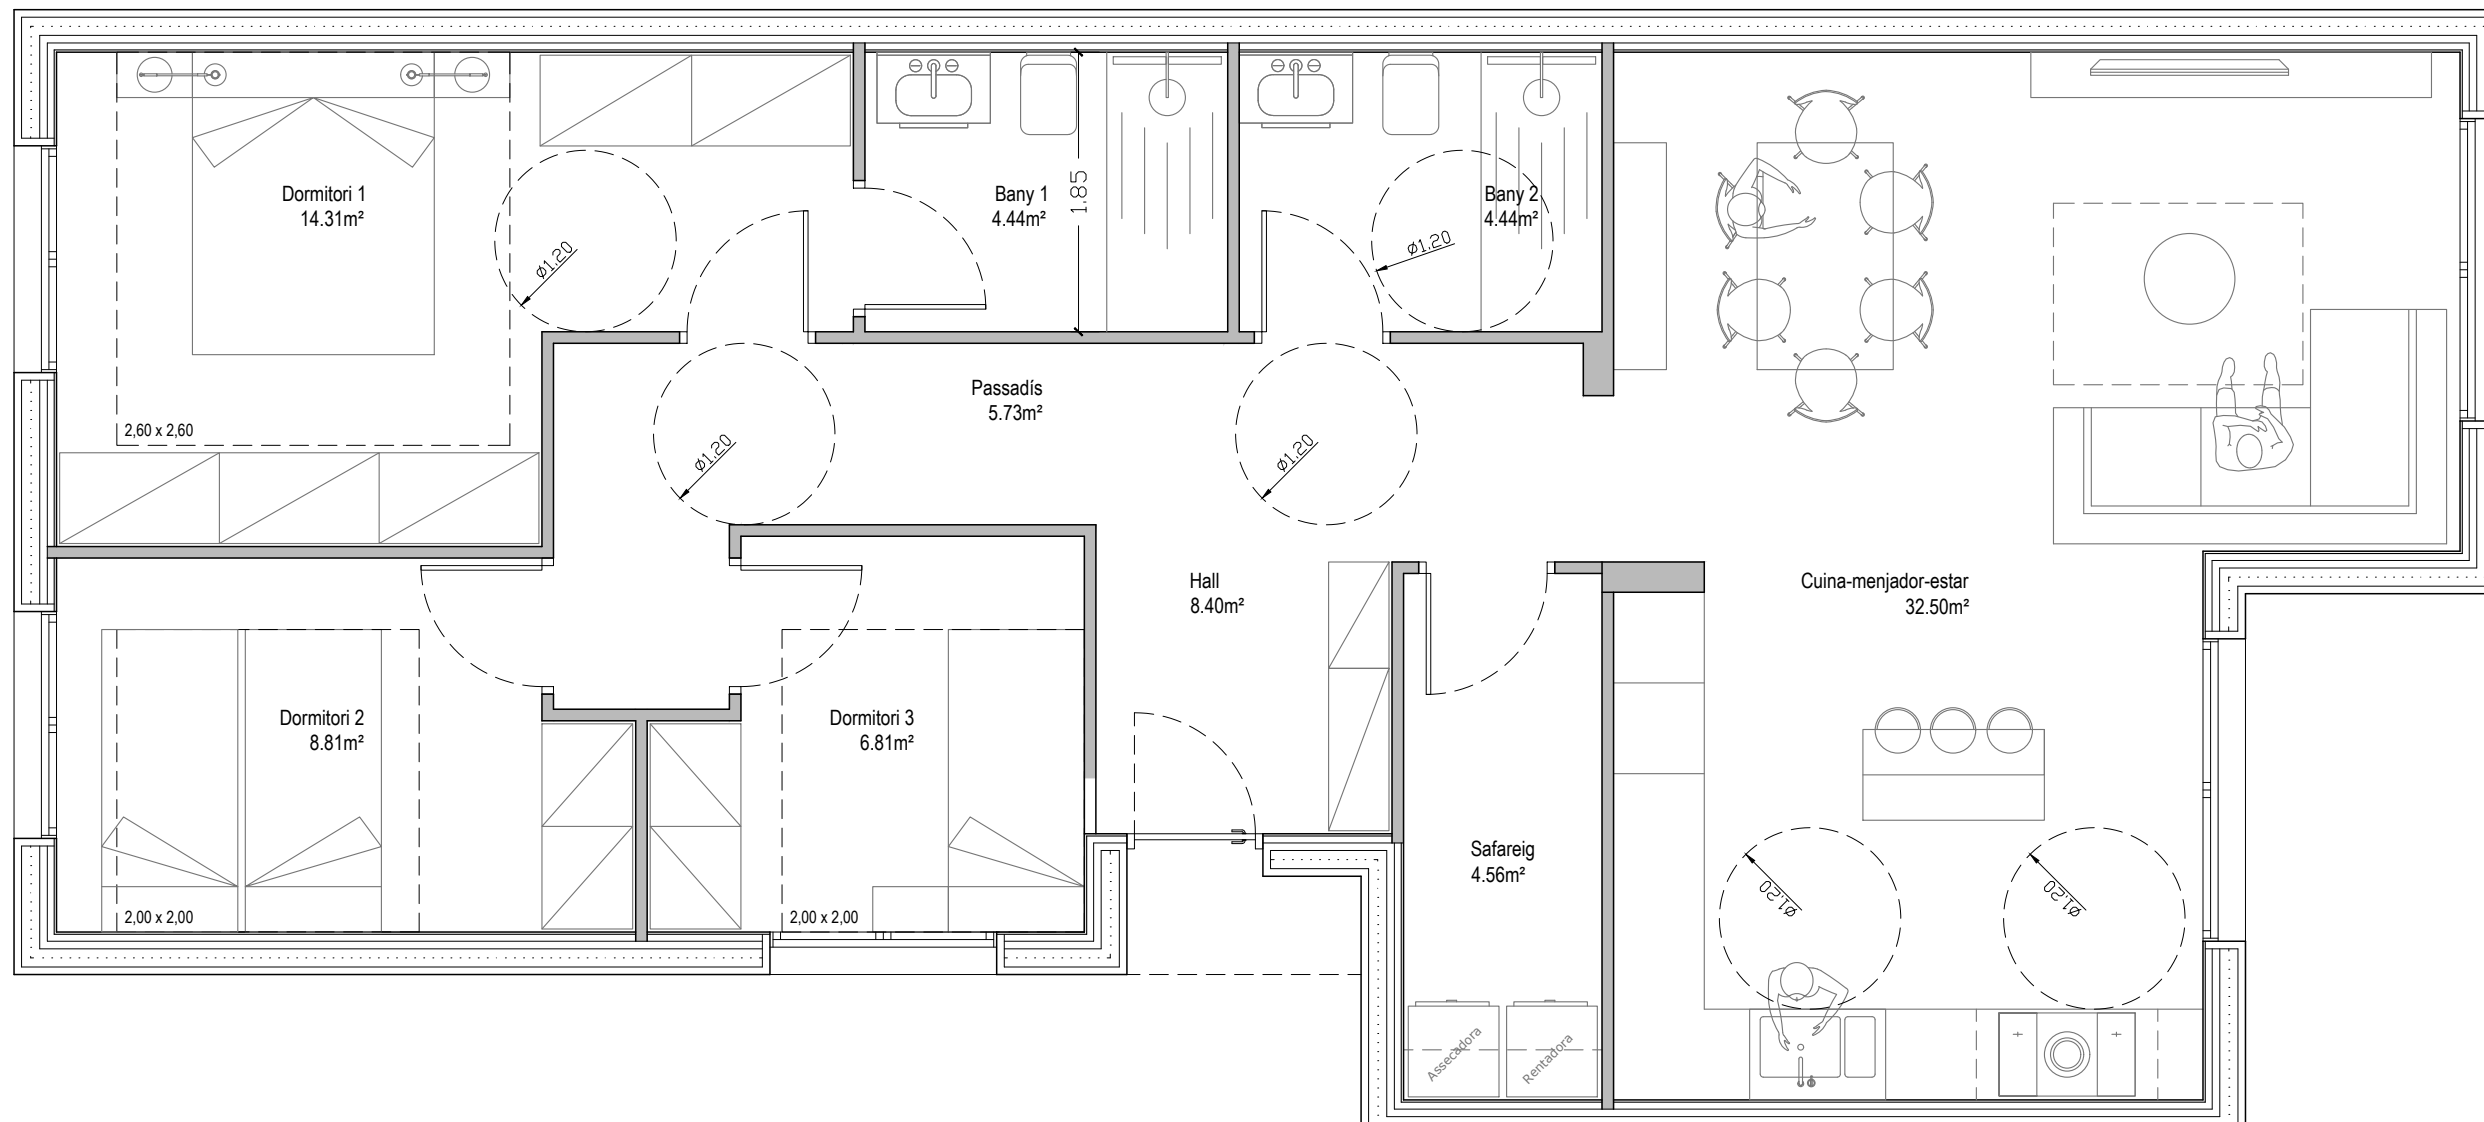 Dormitori 1
14.31m²
ø1.20
2,60 x 2,60
Bany 1
4.44m²
1.85
Bany 2
4.44m²
ø1.20
Passadís
5.73m²
ø1.20
ø1.20
Hall
8.40m²
Cuina-menjador-estar
32.50m²
Dormitori 2
8.81m²
2,00 x 2,00
Dormitori 3
6.81m²
2,00 x 2,00
Safareig
4.56m²
Assecadora
Rentadora
ø1.20
ø1.20